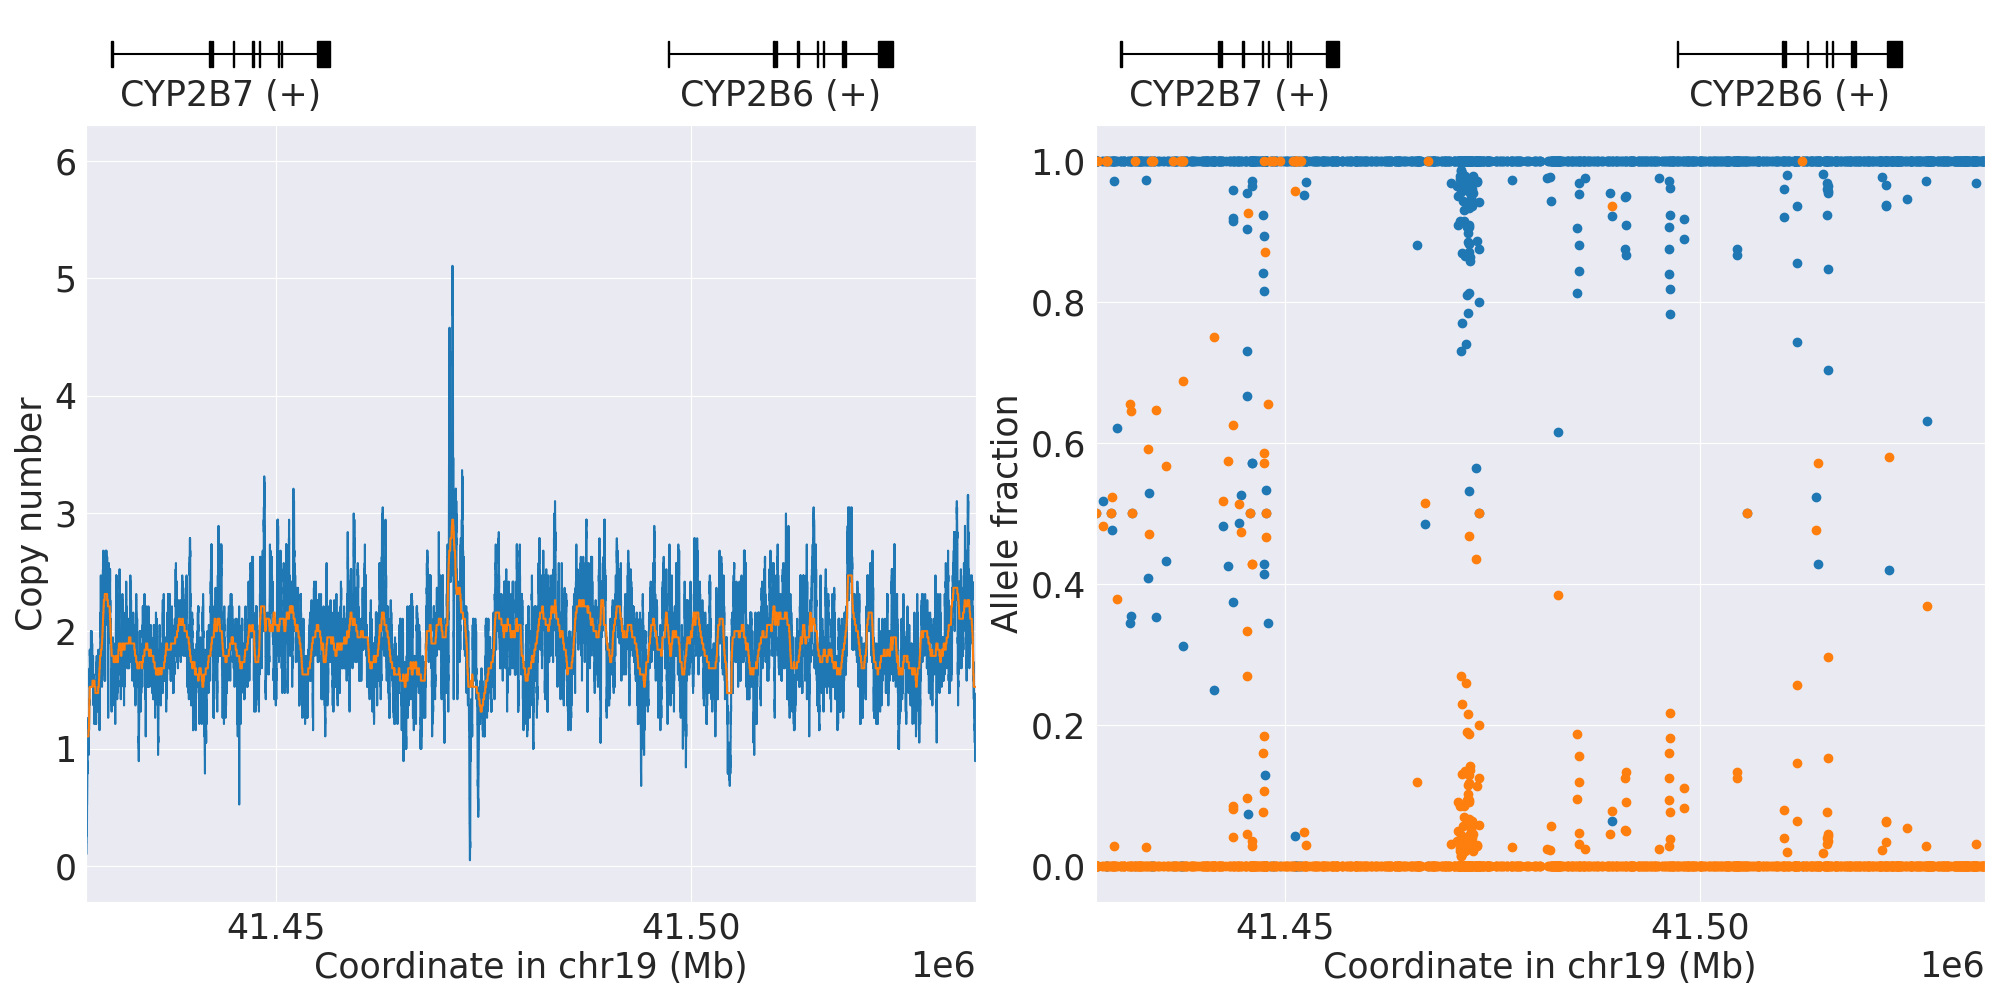 CYP2B7 (+)
CYP2B6 (+)
CYP2B7 (+)
CYP2B6 (+)
6
5
4
3
2
1
0
Copy number
41.45
41.50
Coordinate in chr19 (Mb)
1e6
1.0
0.8
0.6
0.4
0.2
0.0
Allele fraction
41.45
41.50
Coordinate in chr19 (Mb)
1e6